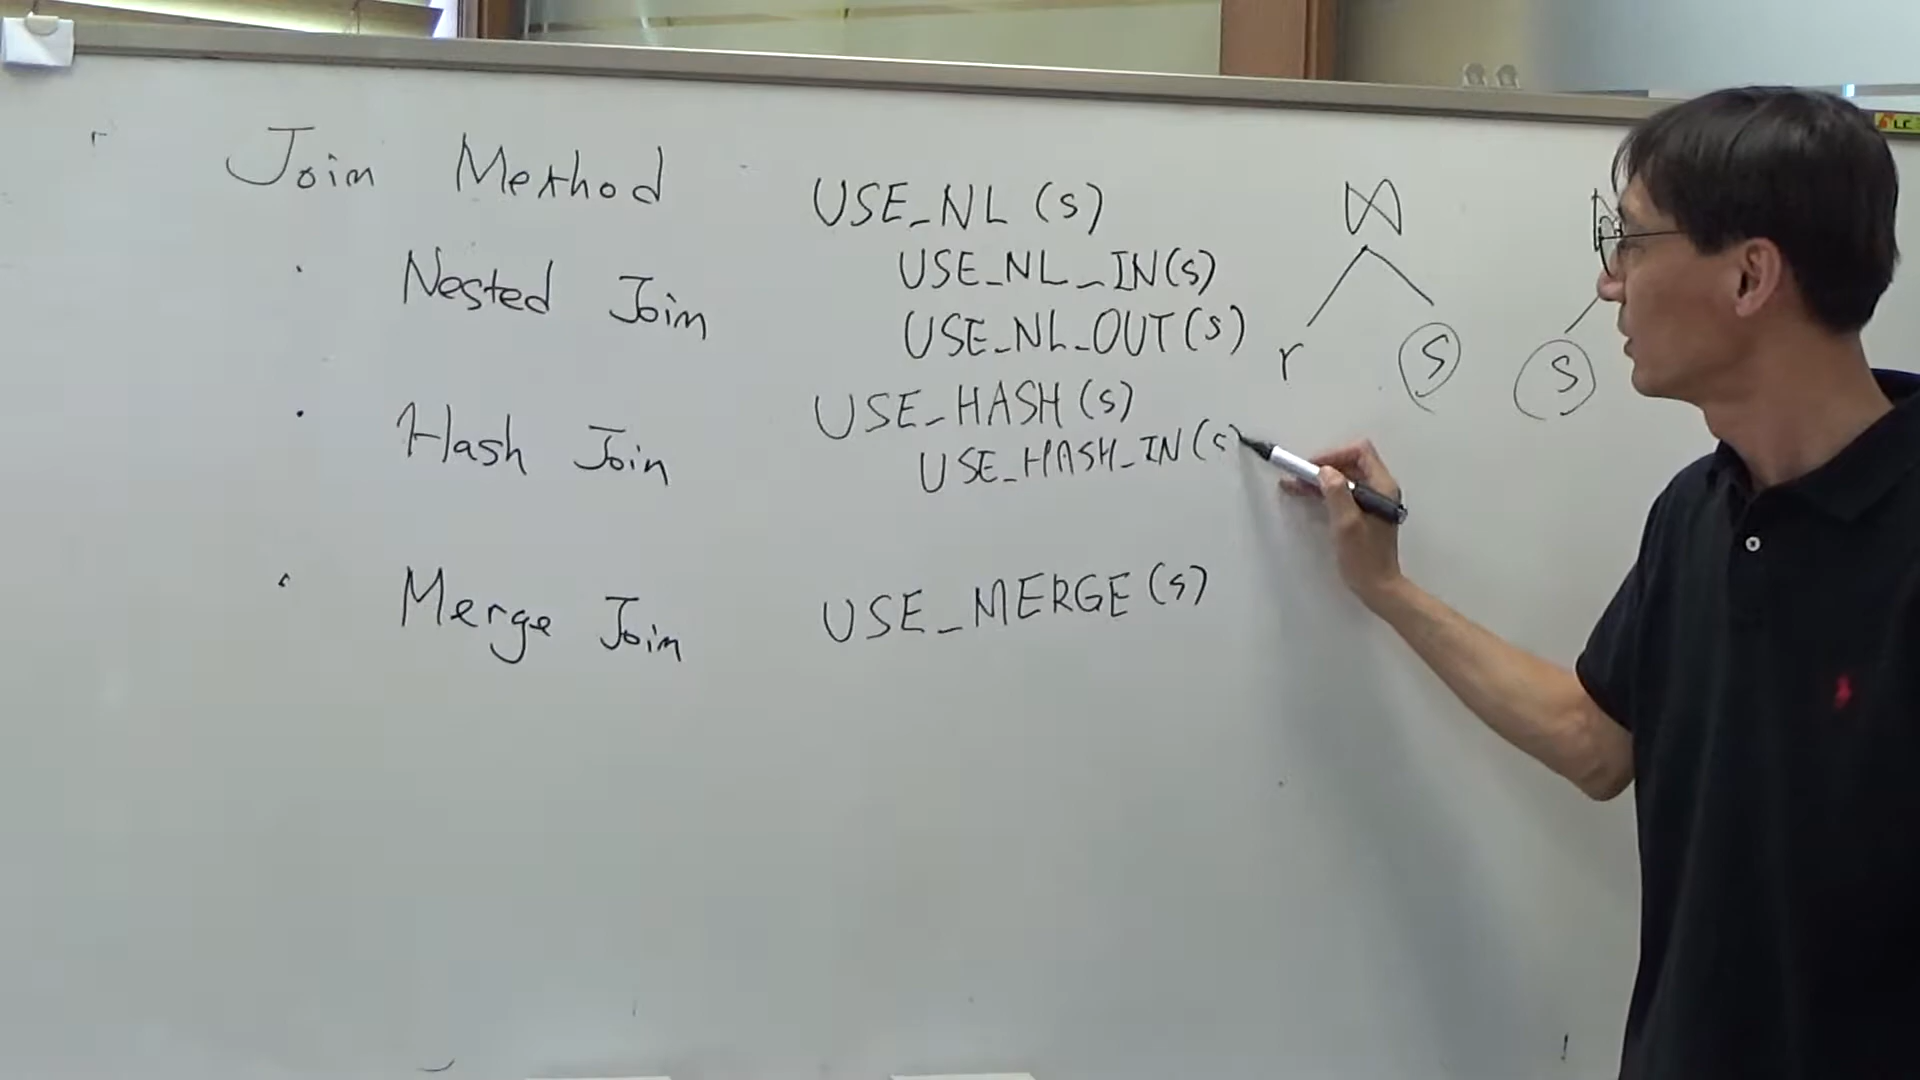 Join Method
USE_NL (s)
Nested Join
USE_NL_IN(s)
USE_NL_OUT(s)
Hash Join
USE_HASH (s)
USE_HASH_IN(s)
Merge Join
USE_MERGE (s)
⋈
r
s
s